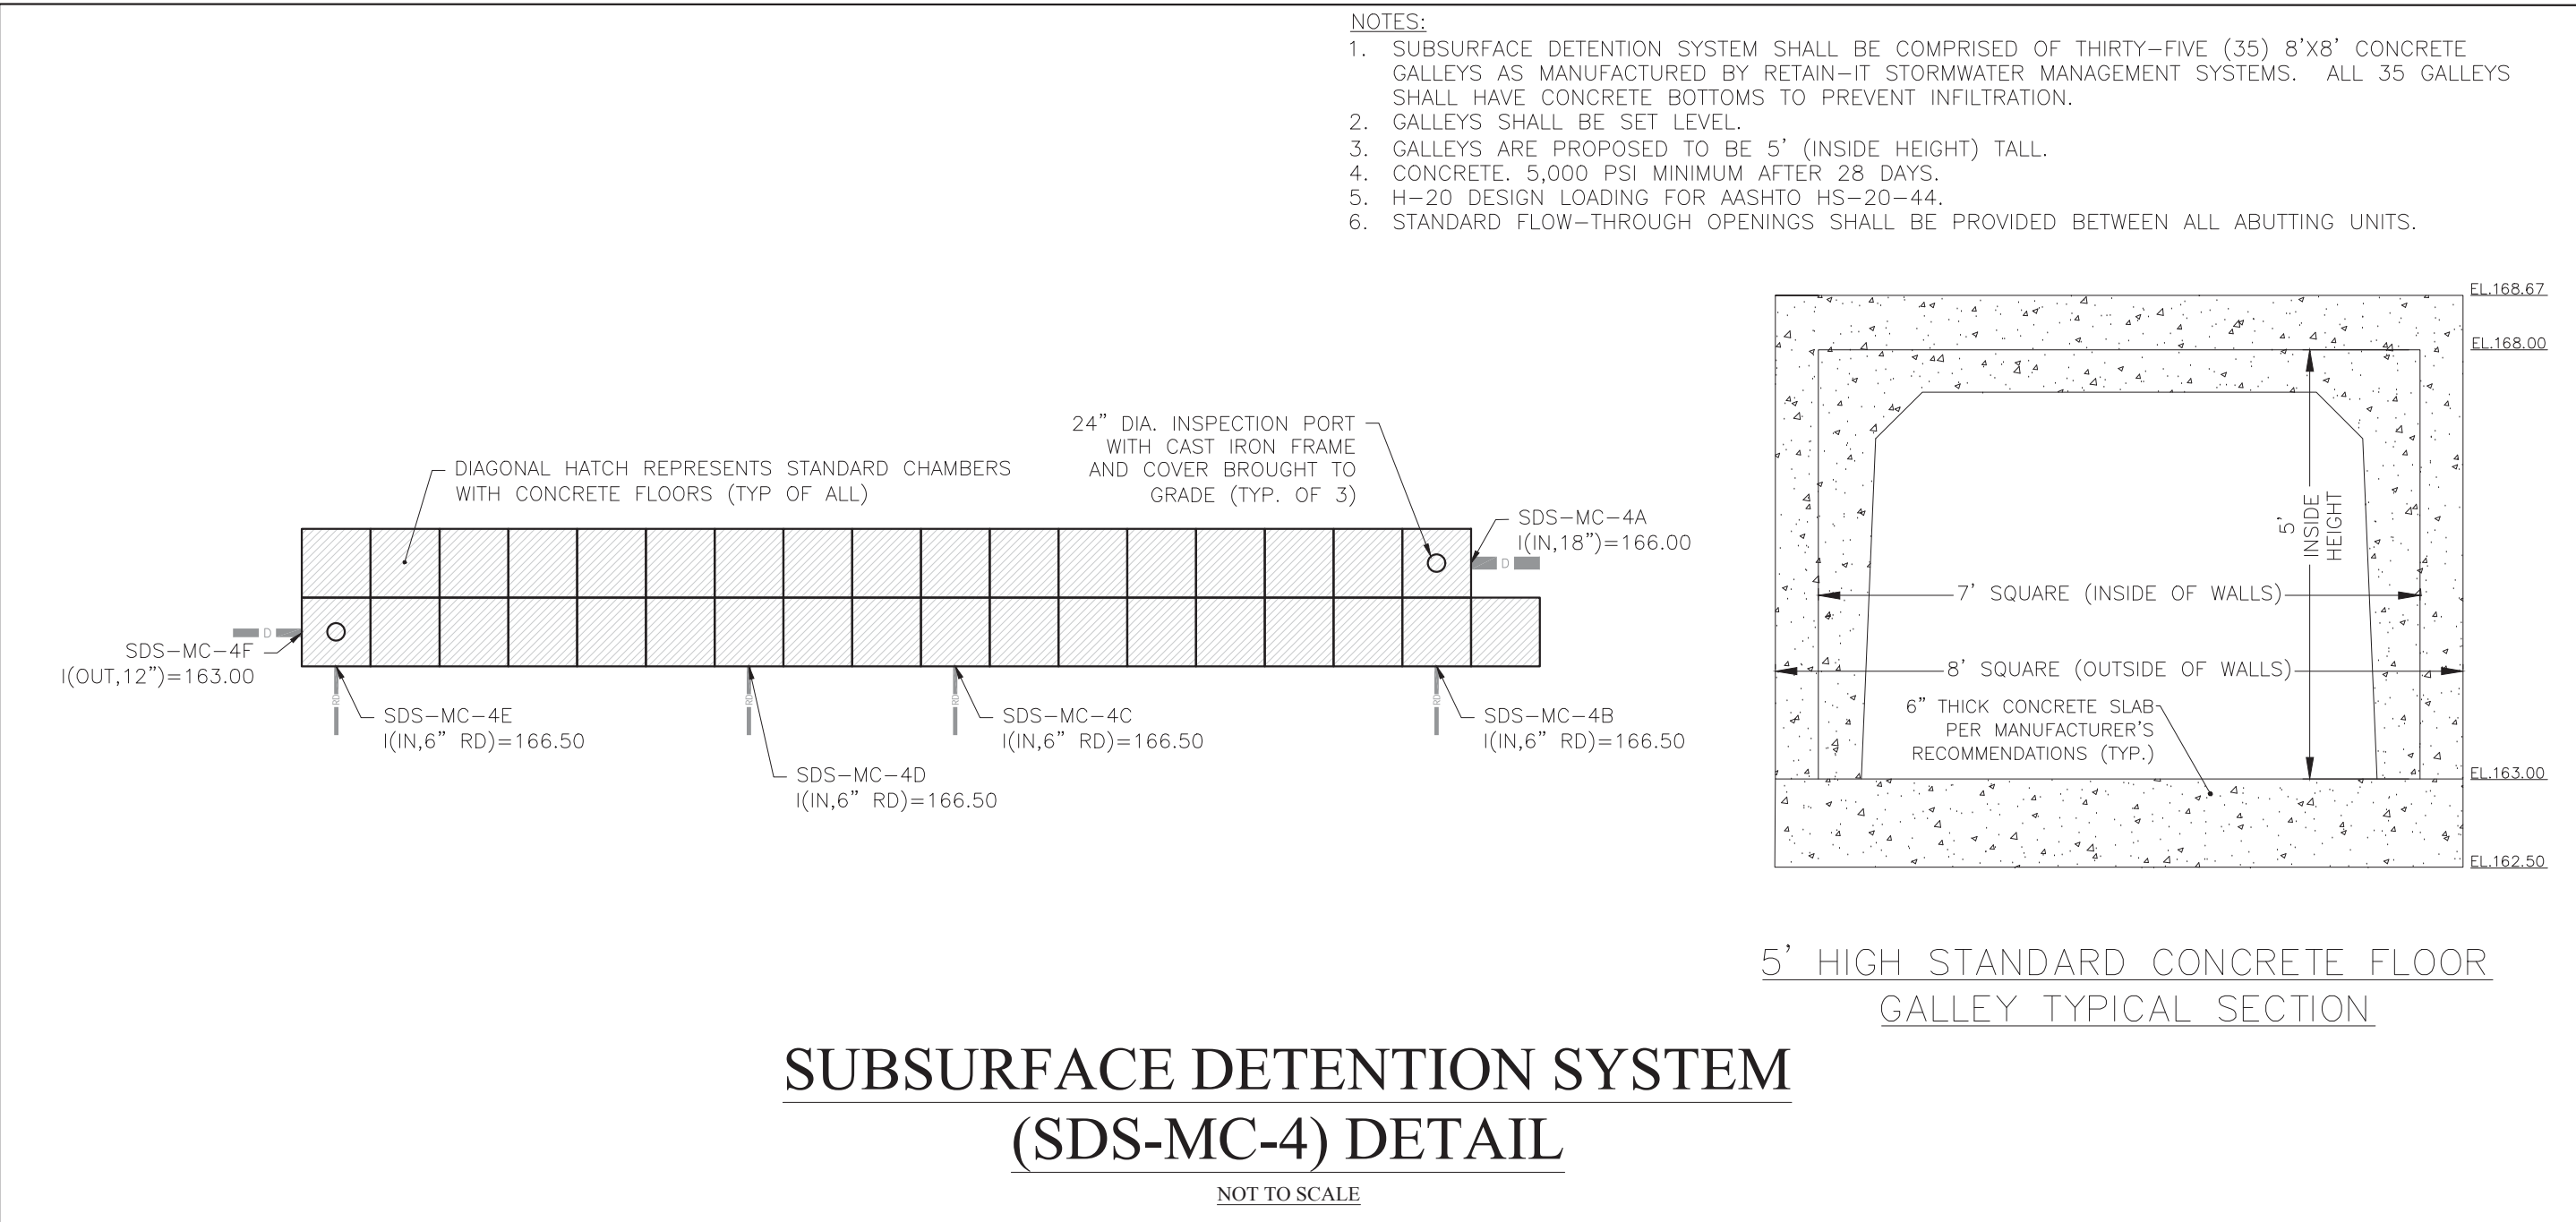 NOTES:
1. SUBSURFACE DETENTION SYSTEM SHALL BE COMPRISED OF THIRTY-FIVE (35) 8'X8' CONCRETE
GALLEYS AS MANUFACTURED BY RETAIN-IT STORMWATER MANAGEMENT SYSTEMS. ALL 35 GALLEYS
SHALL HAVE CONCRETE BOTTOMS TO PREVENT INFILTRATION.
2. GALLEYS SHALL BE SET LEVEL.
3. GALLEYS ARE PROPOSED TO BE 5' (INSIDE HEIGHT) TALL.
4. CONCRETE. 5,000 PSI MINIMUM AFTER 28 DAYS.
5. H-20 DESIGN LOADING FOR AASHTO HS-20-44.
6. STANDARD FLOW-THROUGH OPENINGS SHALL BE PROVIDED BETWEEN ALL ABUTTING UNITS.
DIAGONAL HATCH REPRESENTS STANDARD CHAMBERS
WITH CONCRETE FLOORS (TYP OF ALL)
24" DIA. INSPECTION PORT
WITH CAST IRON FRAME
AND COVER BROUGHT TO
GRADE (TYP. OF 3)
SDS-MC-4A
I(IN,18")=166.00
D
D
SDS-MC-4F
I(OUT,12")=163.00
RD
RD
RD
RD
SDS-MC-4E
I(IN,6" RD)=166.50
SDS-MC-4D
I(IN,6" RD)=166.50
SDS-MC-4C
I(IN,6" RD)=166.50
SDS-MC-4B
I(IN,6" RD)=166.50
EL.168.67
EL.168.00
5'
INSIDE
HEIGHT
7' SQUARE (INSIDE OF WALLS)
8' SQUARE (OUTSIDE OF WALLS)
6" THICK CONCRETE SLAB
PER MANUFACTURER'S
RECOMMENDATIONS (TYP.)
EL.163.00
EL.162.50
5' HIGH STANDARD CONCRETE FLOOR
GALLEY TYPICAL SECTION
SUBSURFACE DETENTION SYSTEM
(SDS-MC-4) DETAIL
NOT TO SCALE